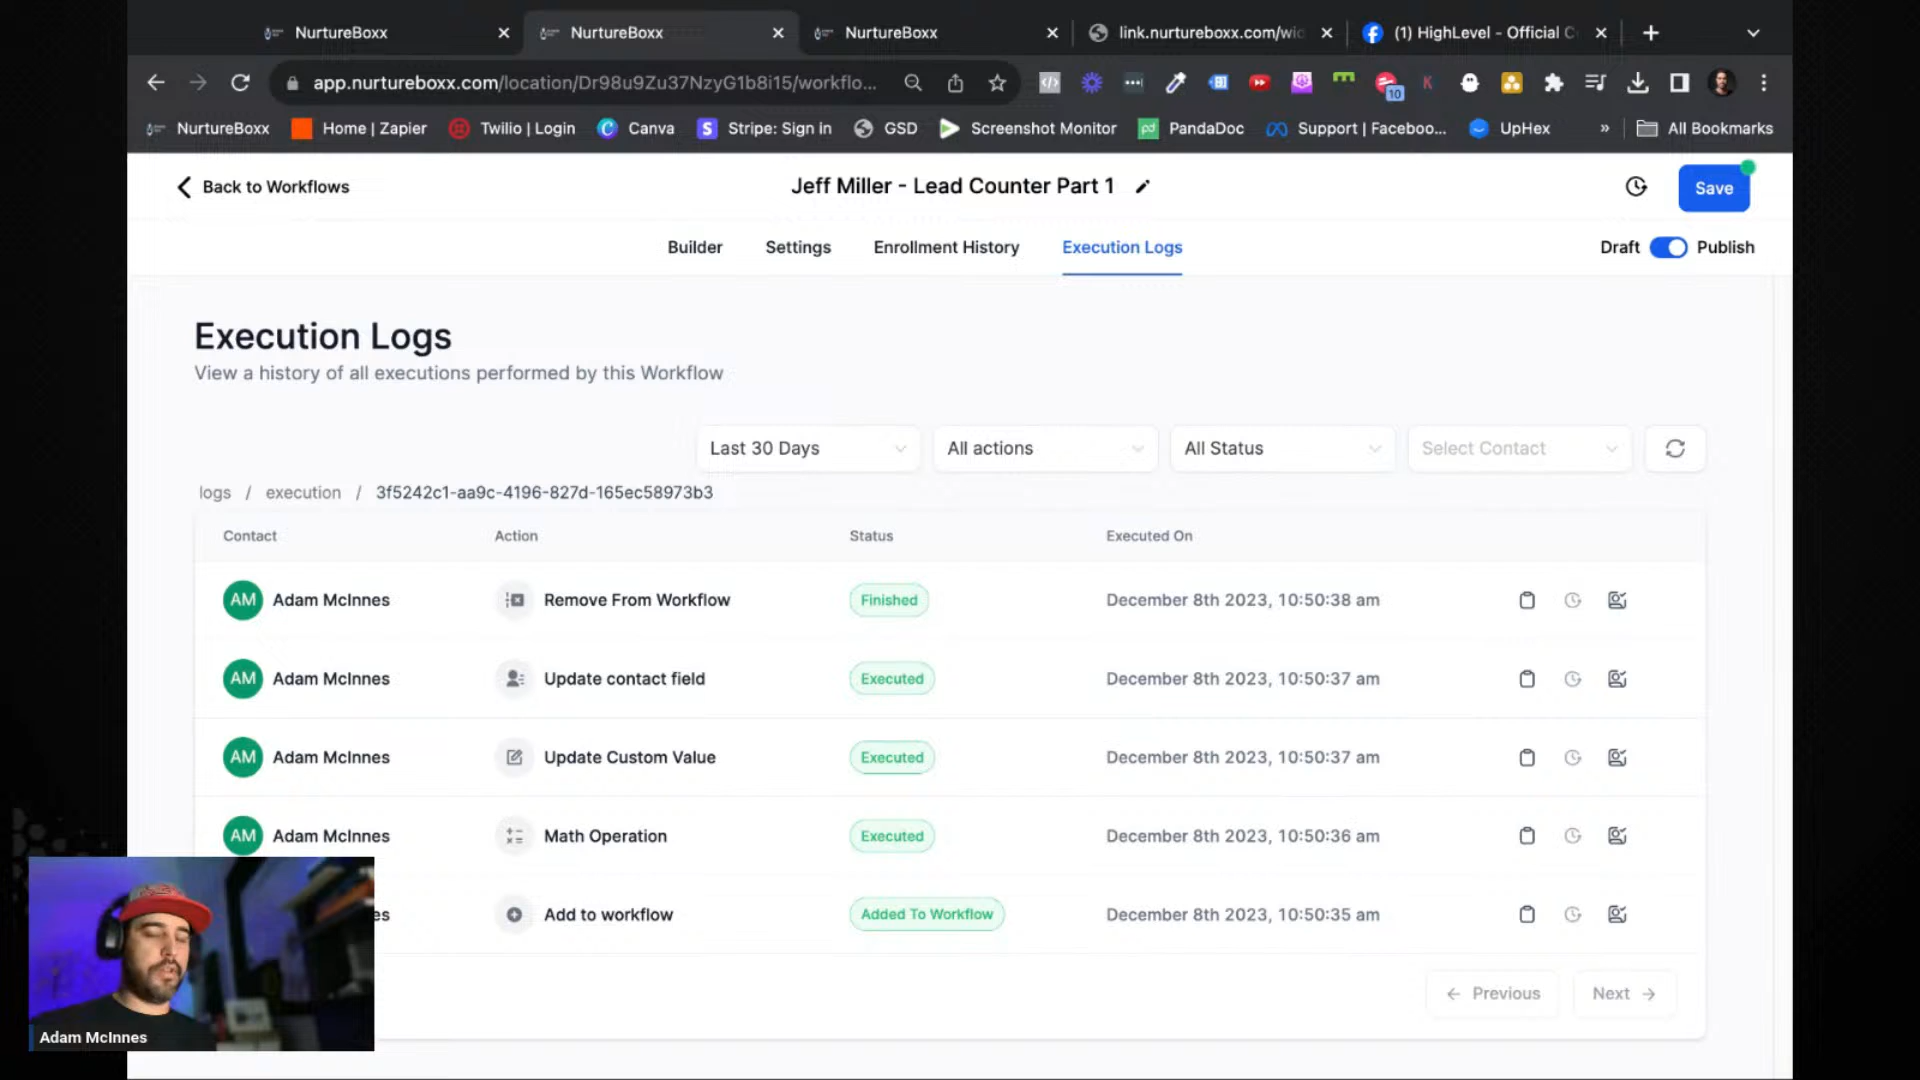 NurtureBoxx
NurtureBoxx
NurtureBoxx
link.nurtureboxx.com/wic
(1) HighLevel - Official C
app.nurtureboxx.com/location/Dr98u9Zu37NzyG1b8i15/workflo...
10
K
NurtureBoxx
Home | Zapier
Twilio | Login
Canva
S
Stripe: Sign in
GSD
Screenshot Monitor
pd
PandaDoc
Support | Faceboo...
UpHex
»
All Bookmarks
Back to Workflows
Jeff Miller - Lead Counter Part 1
Save
Builder
Settings
Enrollment History
Execution Logs
Draft
Publish
Execution Logs
View a history of all executions performed by this Workflow
Last 30 Days
All actions
All Status
Select Contact
logs / execution / 3f5242c1-aa9c-4196-827d-165ec58973b3
Contact Action Status Executed On
AM Adam McInnes Remove From Workflow Finished December 8th 2023, 10:50:38 am
AM Adam McInnes Update contact field Executed December 8th 2023, 10:50:37 am
AM Adam McInnes Update Custom Value Executed December 8th 2023, 10:50:37 am
AM Adam McInnes Math Operation Executed December 8th 2023, 10:50:36 am
es Add to workflow Added To Workflow December 8th 2023, 10:50:35 am
Previous
Next
Adam McInnes